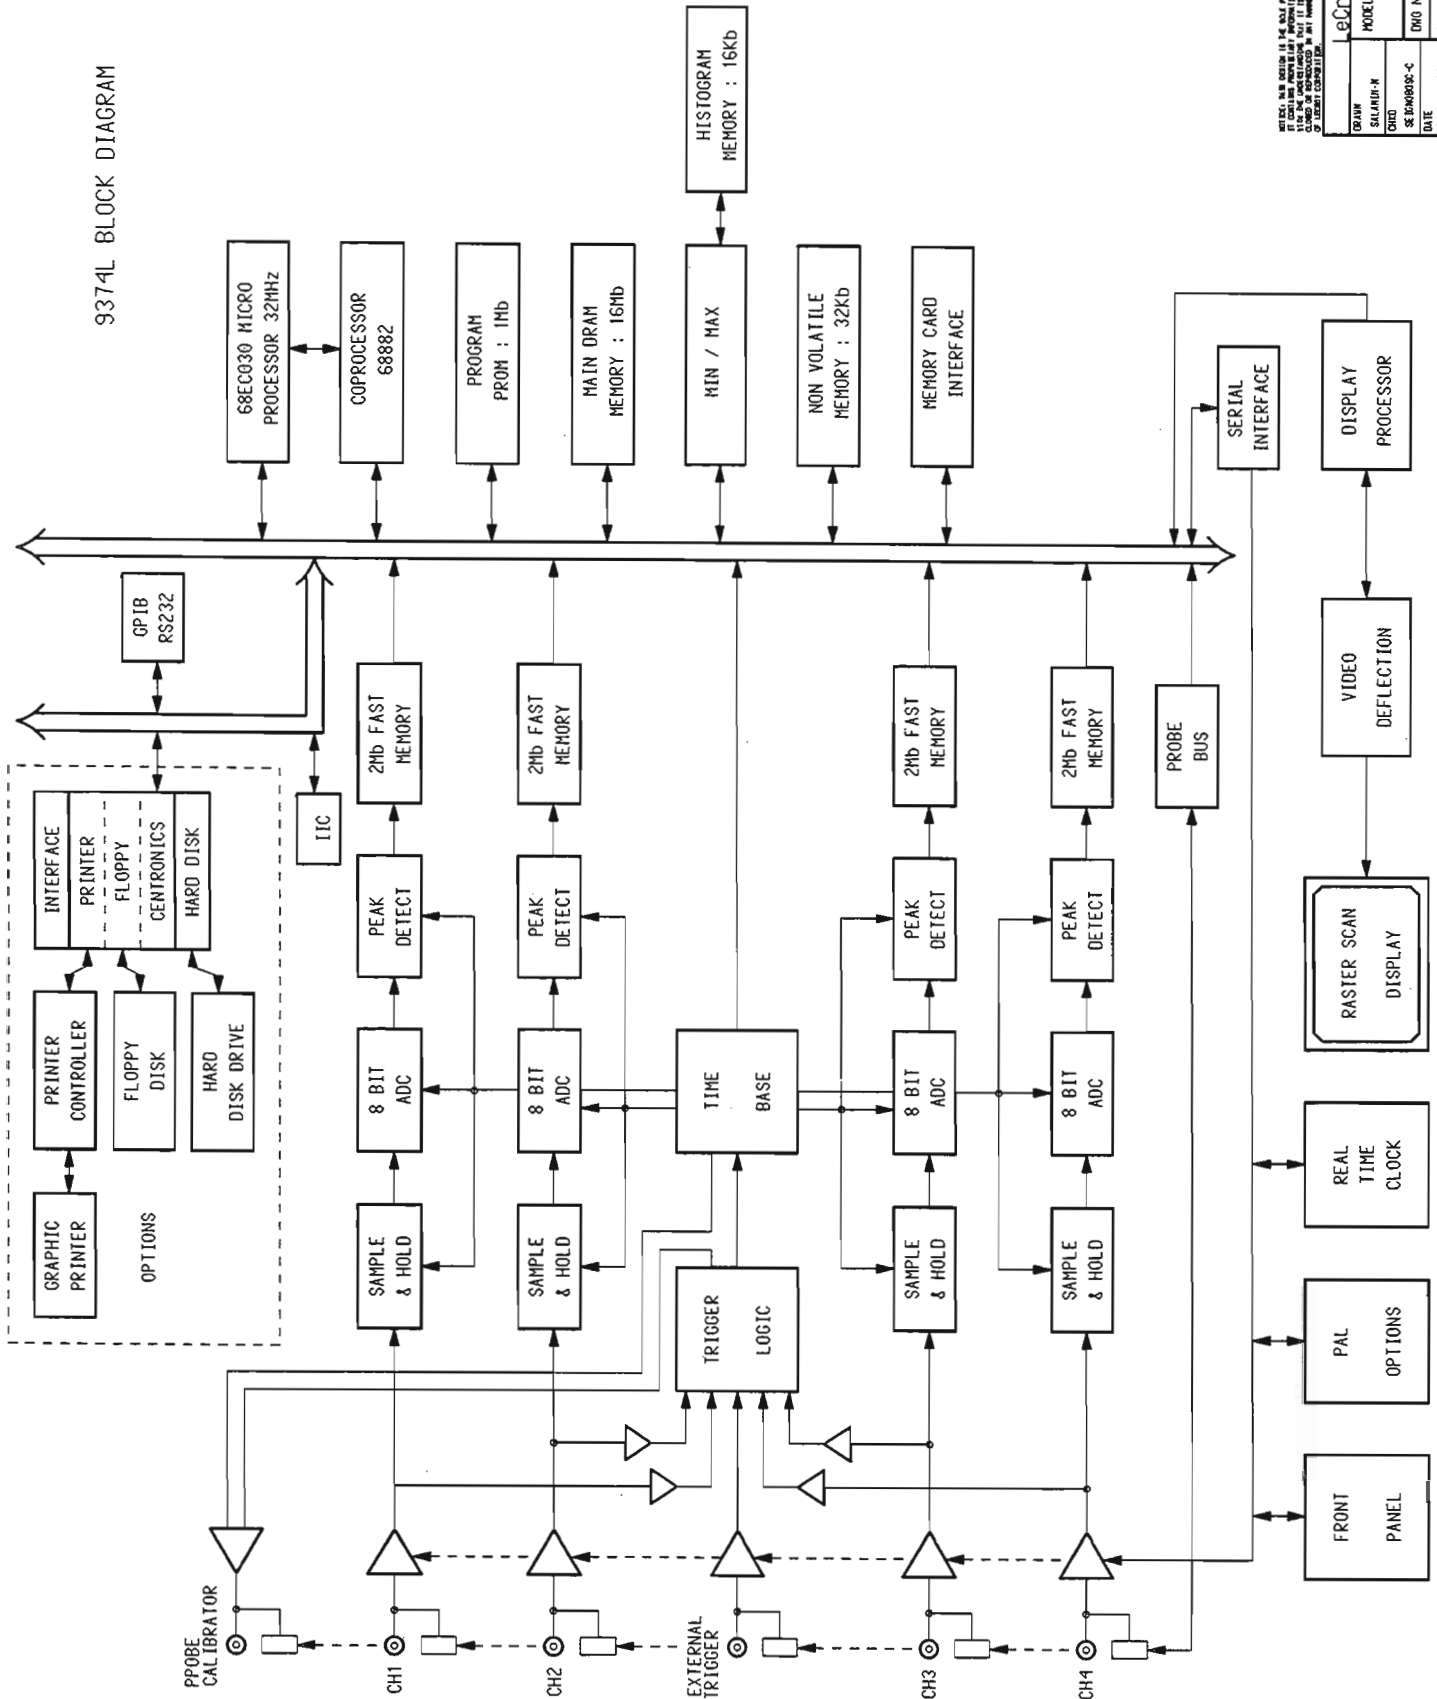 9374L BLOCK DIAGRAM
INTERFACE
PRINTER
FLOPPY
CENTRONICS
HARD DISK
PRINTER
CONTROLLER
FLOPPY
DISK
HARD
DISK DRIVE
GRAPHIC
PRINTER
OPTIONS
GPIB
RS232
IIC
68EC030 MICRO
PROCESSOR 32MHz
COPROCESSOR
68882
PROGRAM
PROM : 1Mb
MAIN DRAM
MEMORY : 16Mb
MIN / MAX
HISTOGRAM
MEMORY : 16Kb
NON VOLATILE
MEMORY : 32Kb
MEMORY CARD
INTERFACE
SERIAL
INTERFACE
DISPLAY
PROCESSOR
VIDEO
DEFLECTION
RASTER SCAN
DISPLAY
REAL
TIME
CLOCK
PAL
OPTIONS
FRONT
PANEL
PPOBE
CALIBRATOR
CH1
SAMPLE
& HOLD
8 BIT
ADC
PEAK
DETECT
2Mb FAST
MEMORY
CH2
SAMPLE
& HOLD
8 BIT
ADC
PEAK
DETECT
2Mb FAST
MEMORY
EXTERNAL
TRIGGER
TRIGGER
LOGIC
TIME
BASE
CH3
SAMPLE
& HOLD
8 BIT
ADC
PEAK
DETECT
2Mb FAST
MEMORY
CH4
SAMPLE
& HOLD
8 BIT
ADC
PEAK
DETECT
2Mb FAST
MEMORY
PROBE
BUS
OF LECROY CORPORATION.
LeCr
MODEL
DRAWN
SALAMIN-N
CHKD
DATE